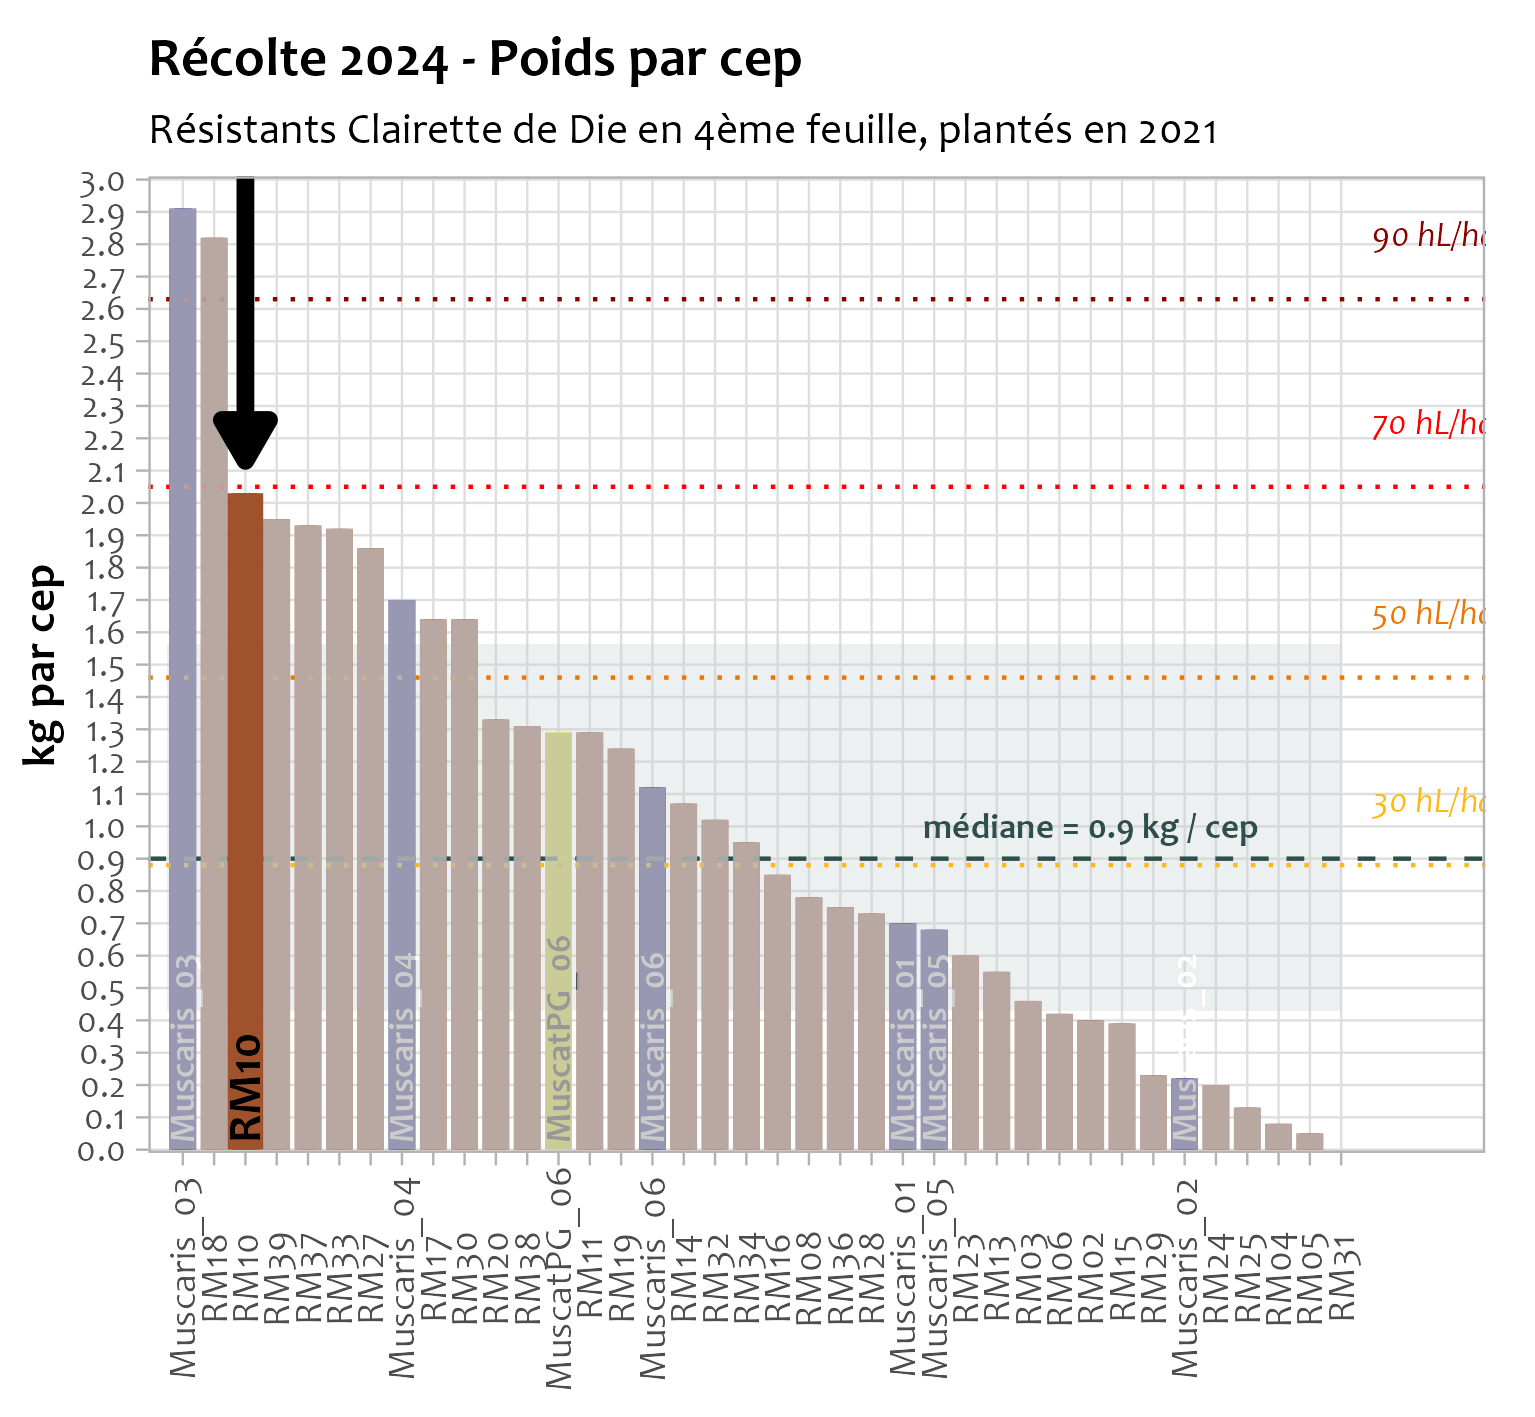 Récolte 2024 - Poids par cep
Résistants Clairette de Die en 4ème feuille, plantés en 2021
kg par cep
3.0
2.9
2.8
2.7
2.6
2.5
2.4
2.3
2.2
2.1
2.0
1.9
1.8
1.7
1.6
1.5
1.4
1.3
1.2
1.1
1.0
0.9
0.8
0.7
0.6
0.5
0.4
0.3
0.2
0.1
0.0
90 hL/ha
70 hL/ha
50 hL/ha
30 hL/ha
médiane = 0.9 kg / cep
Muscaris_03
RM10
Muscaris_04
MuscatPG_06
Muscaris_06
Muscaris_01
Muscaris_05
Muscaris_02
Muscaris_03
RM18
RM10
RM39
RM37
RM33
RM27
Muscaris_04
RM17
RM30
RM20
RM38
MuscatPG_06
RM11
RM19
Muscaris_06
RM14
RM32
RM34
RM16
RM08
RM36
RM28
Muscaris_01
Muscaris_05
RM23
RM13
RM03
RM06
RM02
RM15
RM29
Muscaris_02
RM24
RM25
RM04
RM05
RM31